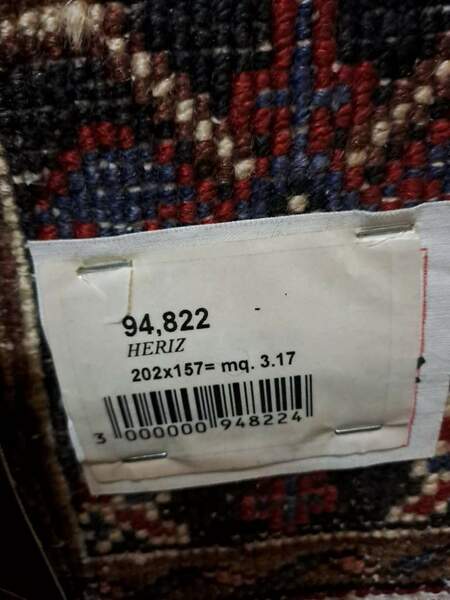 94,822
HERIZ
202x157= mq. 3.17
3 000000 948224